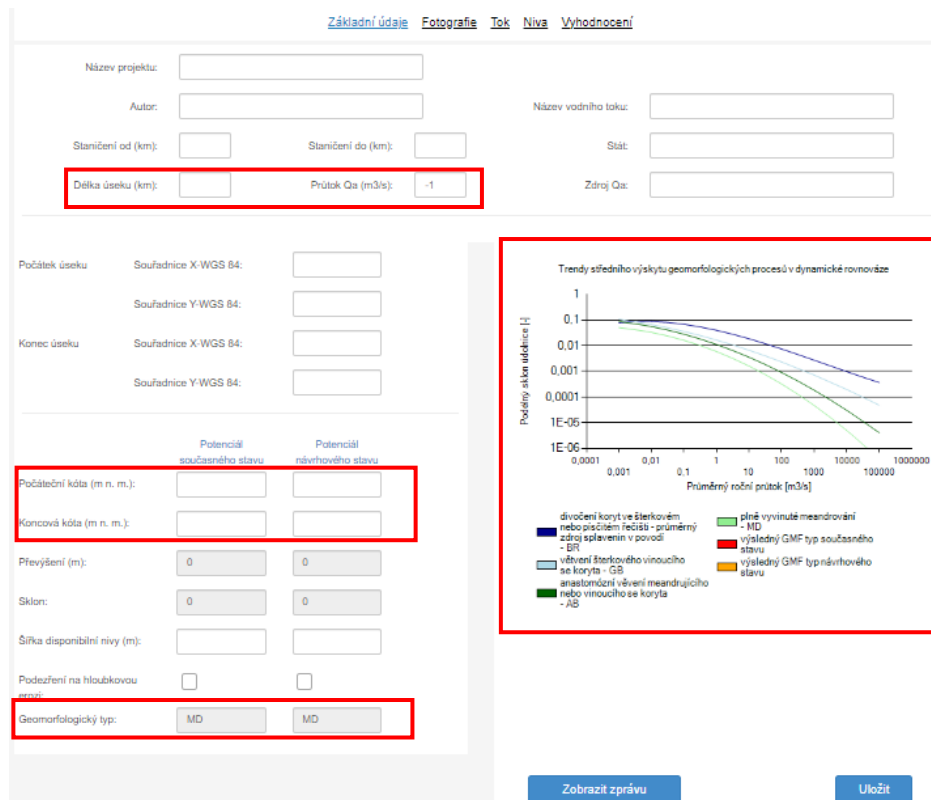 Základní údaje Fotografie Tok Niva Vyhodnocení
Název projektu:
Autor: Název vodního toku:
Staničení od (km): Staničení do (km): Stát:
Délka úseku (km): Průtok Qa (m3/s): -1 Zdroj Qa:
Počátek úseku Souřadnice X-WGS 84:
Souřadnice Y-WGS 84:
Konec úseku Souřadnice X-WGS 84:
Souřadnice Y-WGS 84:
Potenciál Potenciál
současného stavu návrhového stavu
Počáteční kóta (m n. m.):
Koncová kóta (m n. m.):
Převýšení (m): 0 0
Sklon: 0 0
Šířka disponibilní nivy (m):
Podezření na hloubkovou
erozi:
Geomorfologický typ: MD MD
Trendy středního výskytu geomorfologických procesů v dynamické rovnováze
Podélný sklon údolnice [-]
1
0,1
0,01
0,001
0,0001
1E-05
1E-06
0,0001 0,01 1 100 10000 1000000
0,001 0,1 10 1000 100000
Průměrný roční průtok [m3/s]
divočení koryt ve šterkovém
nebo písčitém řečišti - průměrný
zdroj splavenin v povodí
- BR
větvení šterkového vinoucího
se koryta - GB
anastomózní věvení meandrujícího
nebo vinoucího se koryta
- AB
plně vyvinuté meandrování
- MD
výsledný GMF typ současného
stavu
výsledný GMF typ návrhového
stavu
Zobrazit zprávu Uložit